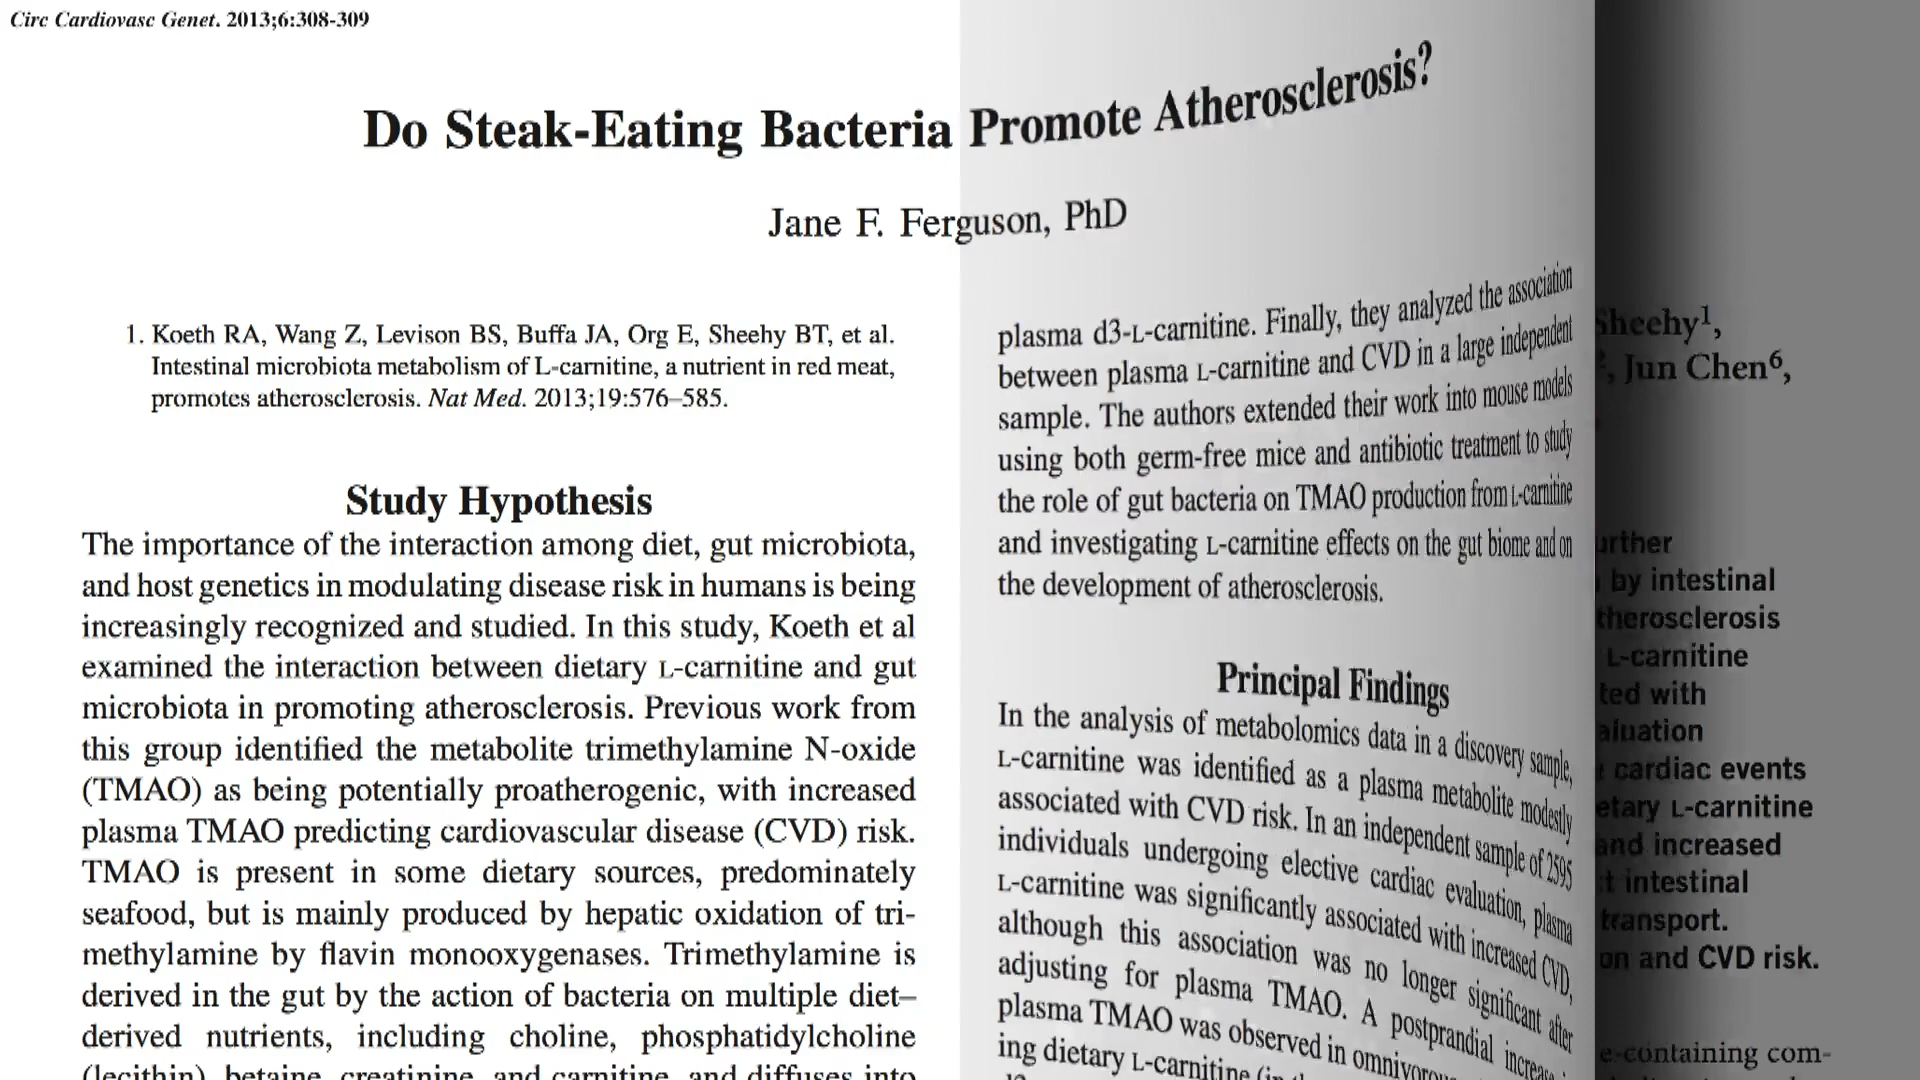 Circ Cardiovasc Genet. 2013;6:308-309
Do Steak-Eating Bacteria Promote Atherosclerosis?
Jane F. Ferguson, PhD
1. Koeth RA, Wang Z, Levison BS, Buffa JA, Org E, Sheehy BT, et al.
Intestinal microbiota metabolism of L-carnitine, a nutrient in red meat,
promotes atherosclerosis. Nat Med. 2013;19:576–585.
Study Hypothesis
The importance of the interaction among diet, gut microbiota,
and host genetics in modulating disease risk in humans is being
increasingly recognized and studied. In this study, Koeth et al
examined the interaction between dietary L-carnitine and gut
microbiota in promoting atherosclerosis. Previous work from
this group identified the metabolite trimethylamine N-oxide
(TMAO) as being potentially proatherogenic, with increased
plasma TMAO predicting cardiovascular disease (CVD) risk.
TMAO is present in some dietary sources, predominately
seafood, but is mainly produced by hepatic oxidation of tri-
methylamine by flavin monooxygenases. Trimethylamine is
derived in the gut by the action of bacteria on multiple diet–
derived nutrients, including choline, phosphatidylcholine
(lecithin), betaine, creatinine, and carnitine, and diffuses into
plasma d3-L-carnitine. Finally, they analyzed the association
between plasma L-carnitine and CVD in a large independent
sample. The authors extended their work into mouse models
using both germ-free mice and antibiotic treatment to study
the role of gut bacteria on TMAO production from L-carnitine
and investigating L-carnitine effects on the gut biome and on
the development of atherosclerosis.
Principal Findings
In the analysis of metabolomics data in a discovery sample,
L-carnitine was identified as a plasma metabolite modestly
associated with CVD risk. In an independent sample of 2595
individuals undergoing elective cardiac evaluation, plasma
L-carnitine was significantly associated with increased CVD,
although this association was no longer significant after
adjusting for plasma TMAO. A postprandial increase in
plasma TMAO was observed in
ing dietary L-carnitine
Sheehy1,
, Jun Chen6,
by intestinal
L-carnitine
with
cardiac events
L-carnitine
and increased
intestinal
transport.
and CVD risk.
com-